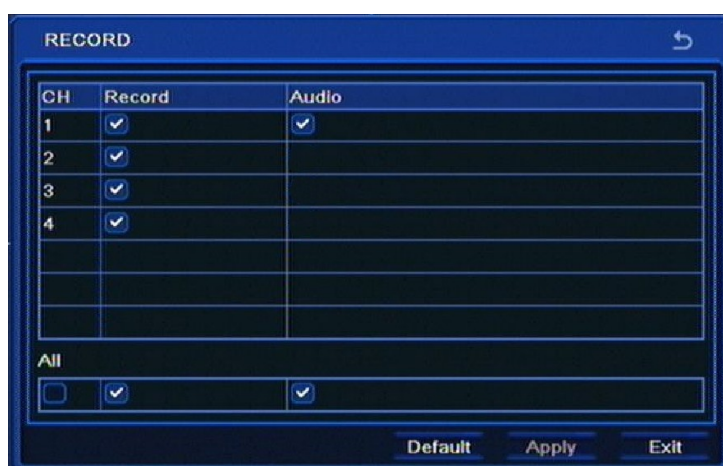 RECORD
CH Record Audio
1
2
3
4
All
Default Apply Exit